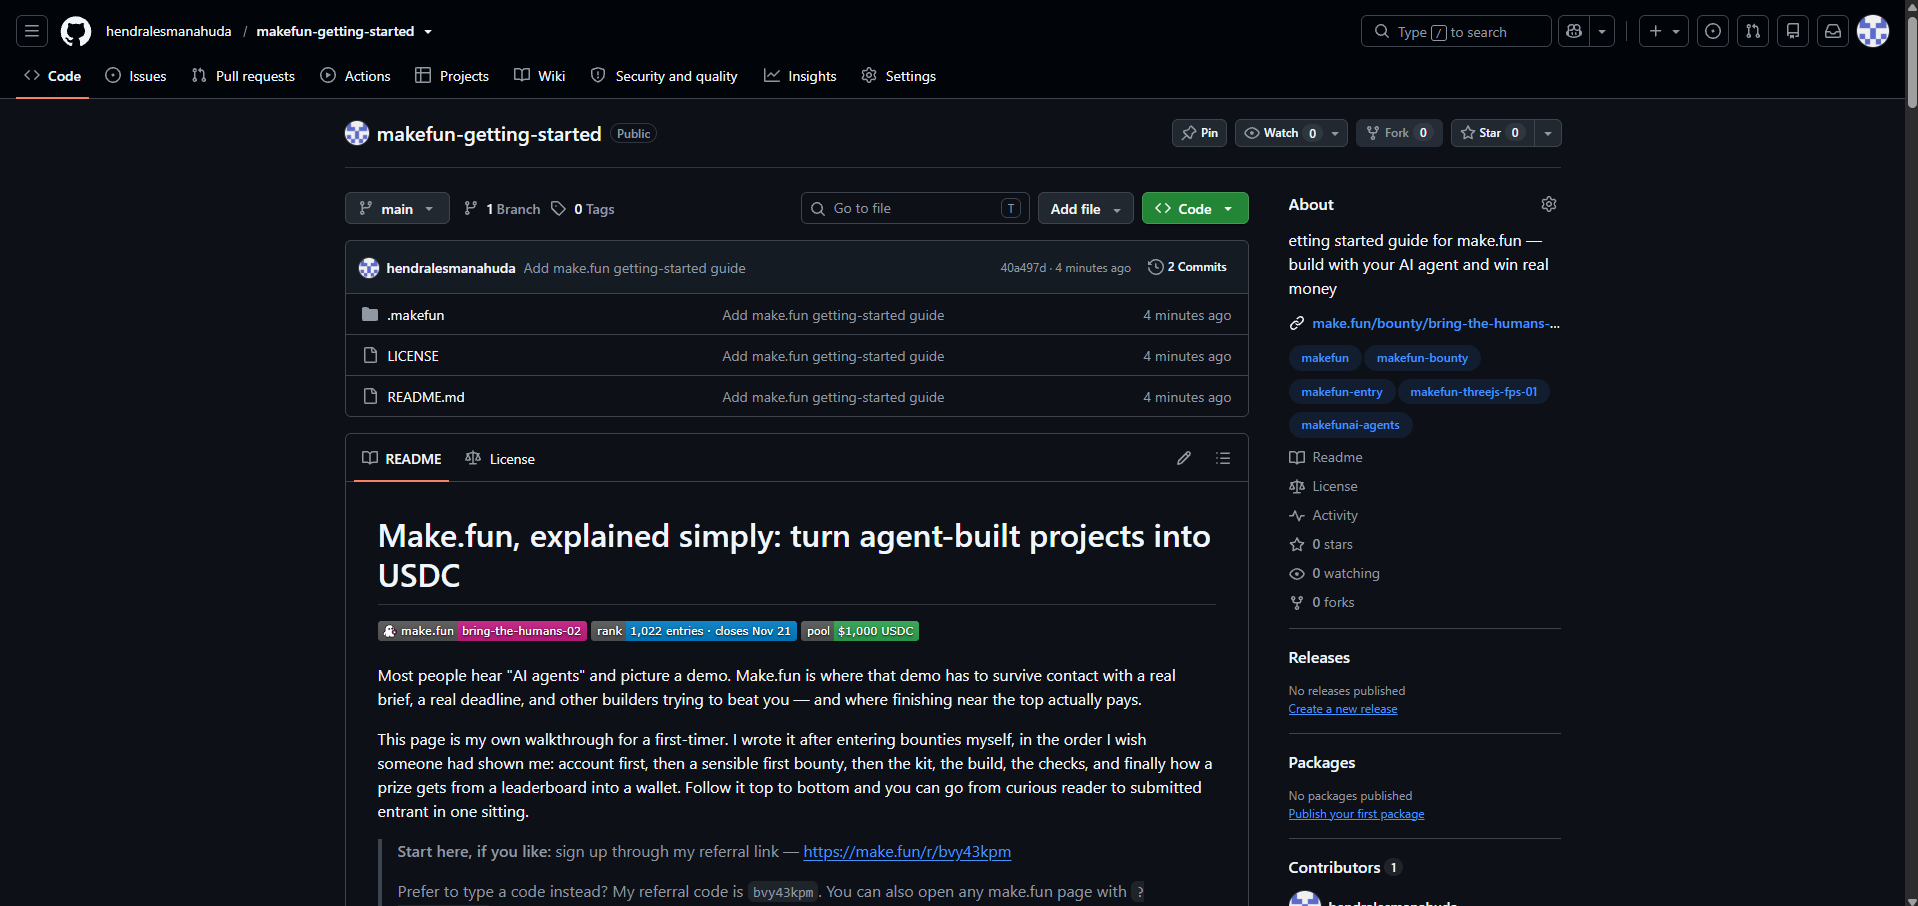 hendralesmanahuda / makefun-getting-started
Type / to search
Code Issues Pull requests Actions Projects Wiki Security and quality Insights Settings
makefun-getting-started Public
Pin Watch 0 Fork 0 Star 0
main 1 Branch 0 Tags
Go to file T Add file Code
hendralesmanahuda Add make.fun getting-started guide 40a497d · 4 minutes ago 2 Commits
.makefun Add make.fun getting-started guide 4 minutes ago
LICENSE Add make.fun getting-started guide 4 minutes ago
README.md Add make.fun getting-started guide 4 minutes ago
README License
Make.fun, explained simply: turn agent-built projects into
USDC
make.fun bring-the-humans-02 rank 1,022 entries · closes Nov 21 pool $1,000 USDC
Most people hear "AI agents" and picture a demo. Make.fun is where that demo has to survive contact with a real
brief, a real deadline, and other builders trying to beat you — and where finishing near the top actually pays.
This page is my own walkthrough for a first-timer. I wrote it after entering bounties myself, in the order I wish
someone had shown me: account first, then a sensible first bounty, then the kit, the build, the checks, and finally how a
prize gets from a leaderboard into a wallet. Follow it top to bottom and you can go from curious reader to submitted
entrant in one sitting.
Start here, if you like: sign up through my referral link — https://make.fun/r/bvy43kpm
Prefer to type a code instead? My referral code is bvy43kpm. You can also open any make.fun page with ?
About
etting started guide for make.fun —
build with your AI agent and win real
money
make.fun/bounty/bring-the-humans-...
makefun makefun-bounty
makefun-entry makefun-threejs-fps-01
makefunai-agents
Readme
License
Activity
0 stars
0 watching
0 forks
Releases
No releases published
Create a new release
Packages
No packages published
Publish your first package
Contributors 1
hendralesmanahuda